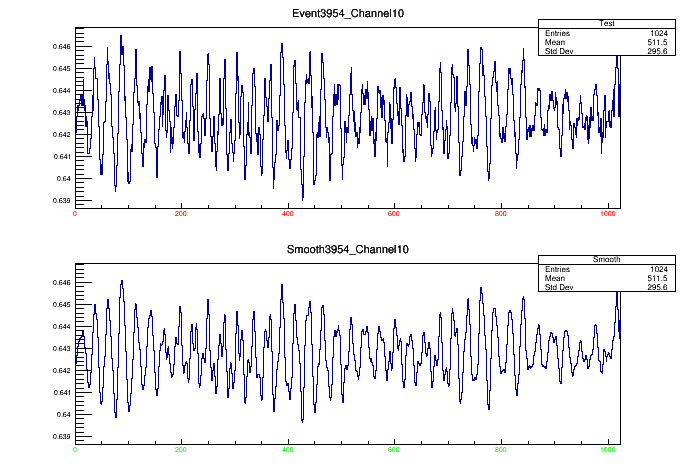 Event3954_Channel10
Test
Entries 1024
Mean 511.5
Std Dev 295.6
0.646
0.645
0.644
0.643
0.642
0.641
0.64
0.639
0 200 400 600 800 1000
Smooth3954_Channel10
Smooth
Entries 1024
Mean 511.5
Std Dev 295.6
0.646
0.645
0.644
0.643
0.642
0.641
0.64
0.639
0 200 400 600 800 1000